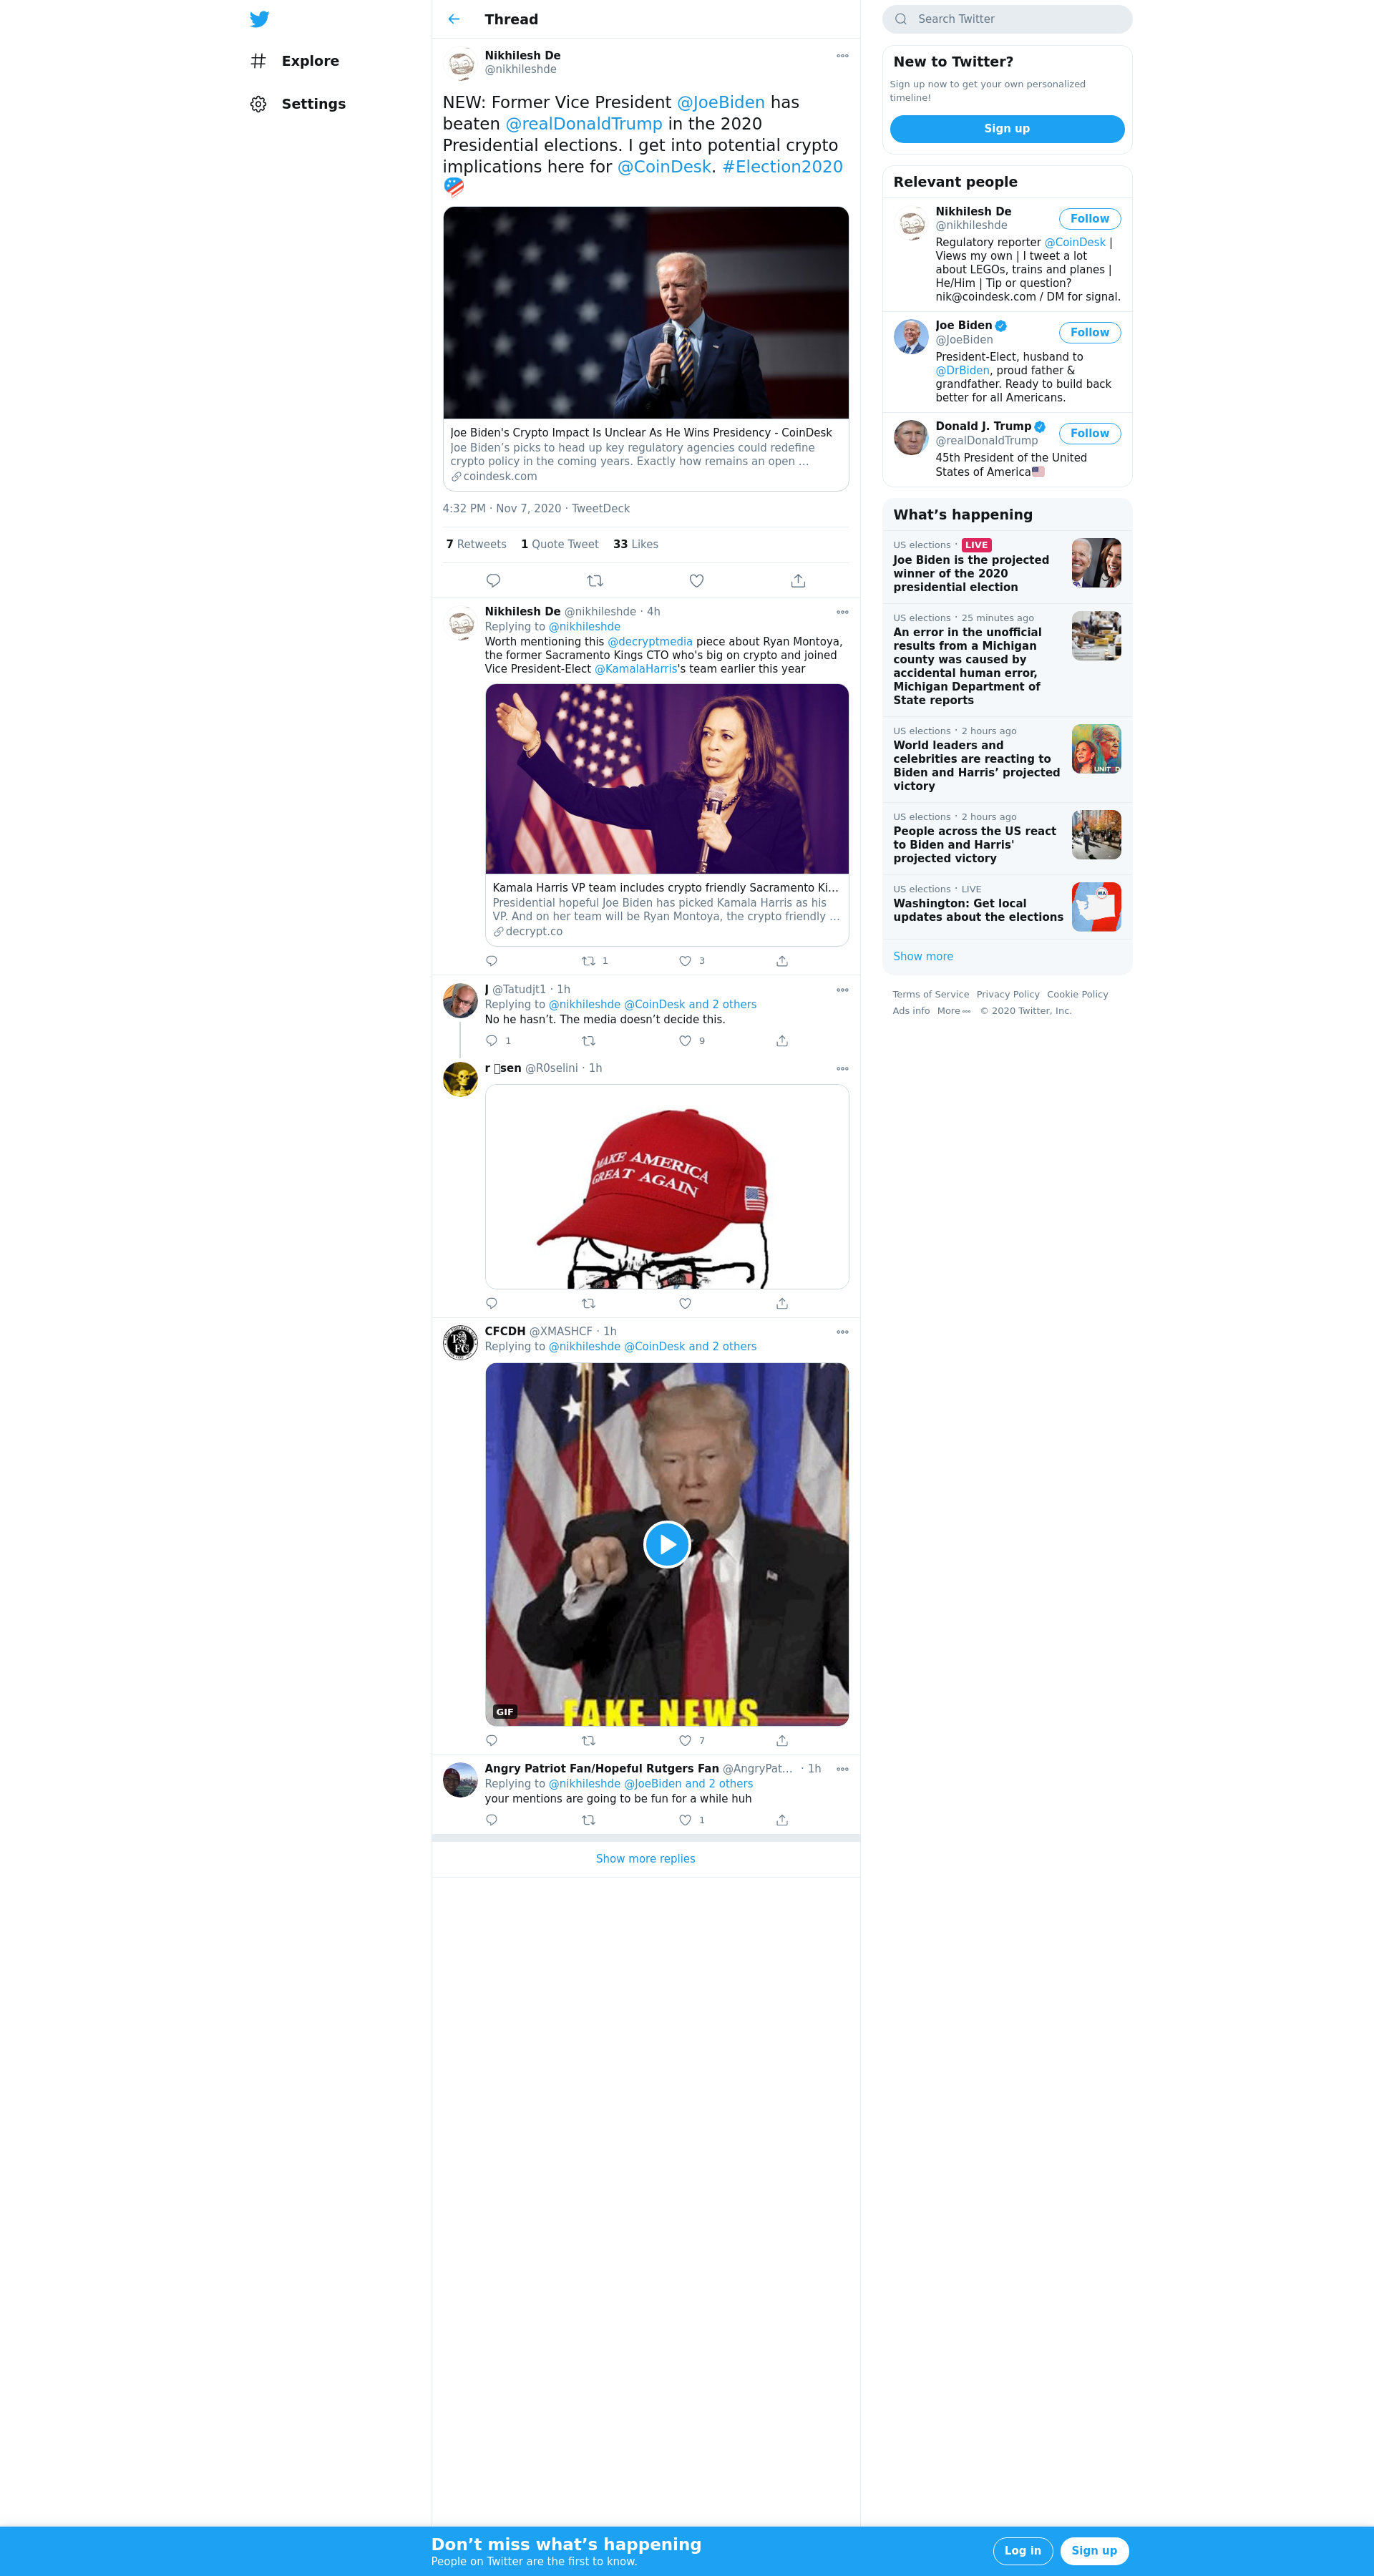 Explore
Settings
Thread
Nikhilesh De
@nikhileshde
NEW: Former Vice President @JoeBiden has
beaten @realDonaldTrump in the 2020
Presidential elections. I get into potential crypto
implications here for @CoinDesk. #Election2020
Joe Biden's Crypto Impact Is Unclear As He Wins Presidency - CoinDesk
Joe Biden’s picks to head up key regulatory agencies could redefine
crypto policy in the coming years. Exactly how remains an open …
coindesk.com
4:32 PM · Nov 7, 2020 · TweetDeck
7 Retweets 1 Quote Tweet 33 Likes
Nikhilesh De @nikhileshde · 4h
Replying to @nikhileshde
Worth mentioning this @decryptmedia piece about Ryan Montoya,
the former Sacramento Kings CTO who's big on crypto and joined
Vice President-Elect @KamalaHarris's team earlier this year
Kamala Harris VP team includes crypto friendly Sacramento Ki…
Presidential hopeful Joe Biden has picked Kamala Harris as his
VP. And on her team will be Ryan Montoya, the crypto friendly …
decrypt.co
1 3
J @Tatudjt1 · 1h
Replying to @nikhileshde @CoinDesk and 2 others
No he hasn’t. The media doesn’t decide this.
1 9
r sen @R0selini · 1h
MAKE AMERICA
GREAT AGAIN
CFCDH @XMASHCF · 1h
Replying to @nikhileshde @CoinDesk and 2 others
FAKE NEWS
GIF
7
Angry Patriot Fan/Hopeful Rutgers Fan @AngryPat… · 1h
Replying to @nikhileshde @JoeBiden and 2 others
your mentions are going to be fun for a while huh
1
Show more replies
Search Twitter
New to Twitter?
Sign up now to get your own personalized
timeline!
Sign up
Relevant people
Nikhilesh De
@nikhileshde
Follow
Regulatory reporter @CoinDesk |
Views my own | I tweet a lot
about LEGOs, trains and planes |
He/Him | Tip or question?
nik@coindesk.com / DM for signal.
Joe Biden
@JoeBiden
Follow
President-Elect, husband to
@DrBiden, proud father &
grandfather. Ready to build back
better for all Americans.
Donald J. Trump
@realDonaldTrump
Follow
45th President of the United
States of America
What’s happening
US elections · LIVE
Joe Biden is the projected
winner of the 2020
presidential election
US elections · 25 minutes ago
An error in the unofficial
results from a Michigan
county was caused by
accidental human error,
Michigan Department of
State reports
US elections · 2 hours ago
World leaders and
celebrities are reacting to
Biden and Harris’ projected
victory
US elections · 2 hours ago
People across the US react
to Biden and Harris'
projected victory
US elections · LIVE
Washington: Get local
updates about the elections
WA
Show more
Terms of Service Privacy Policy Cookie Policy
Ads info More © 2020 Twitter, Inc.
Don’t miss what’s happening
People on Twitter are the first to know.
Log in
Sign up